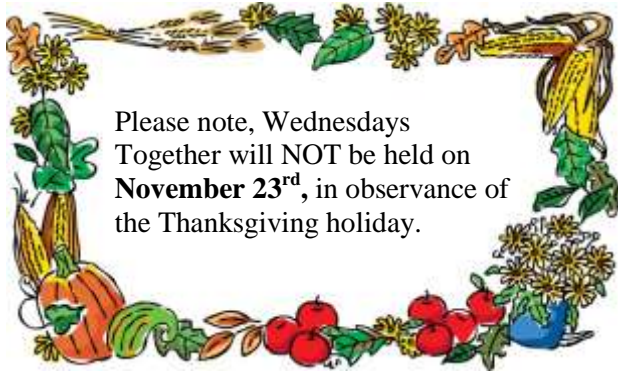 Please note, Wednesdays
Together will NOT be held on
November 23rd, in observance of
the Thanksgiving holiday.